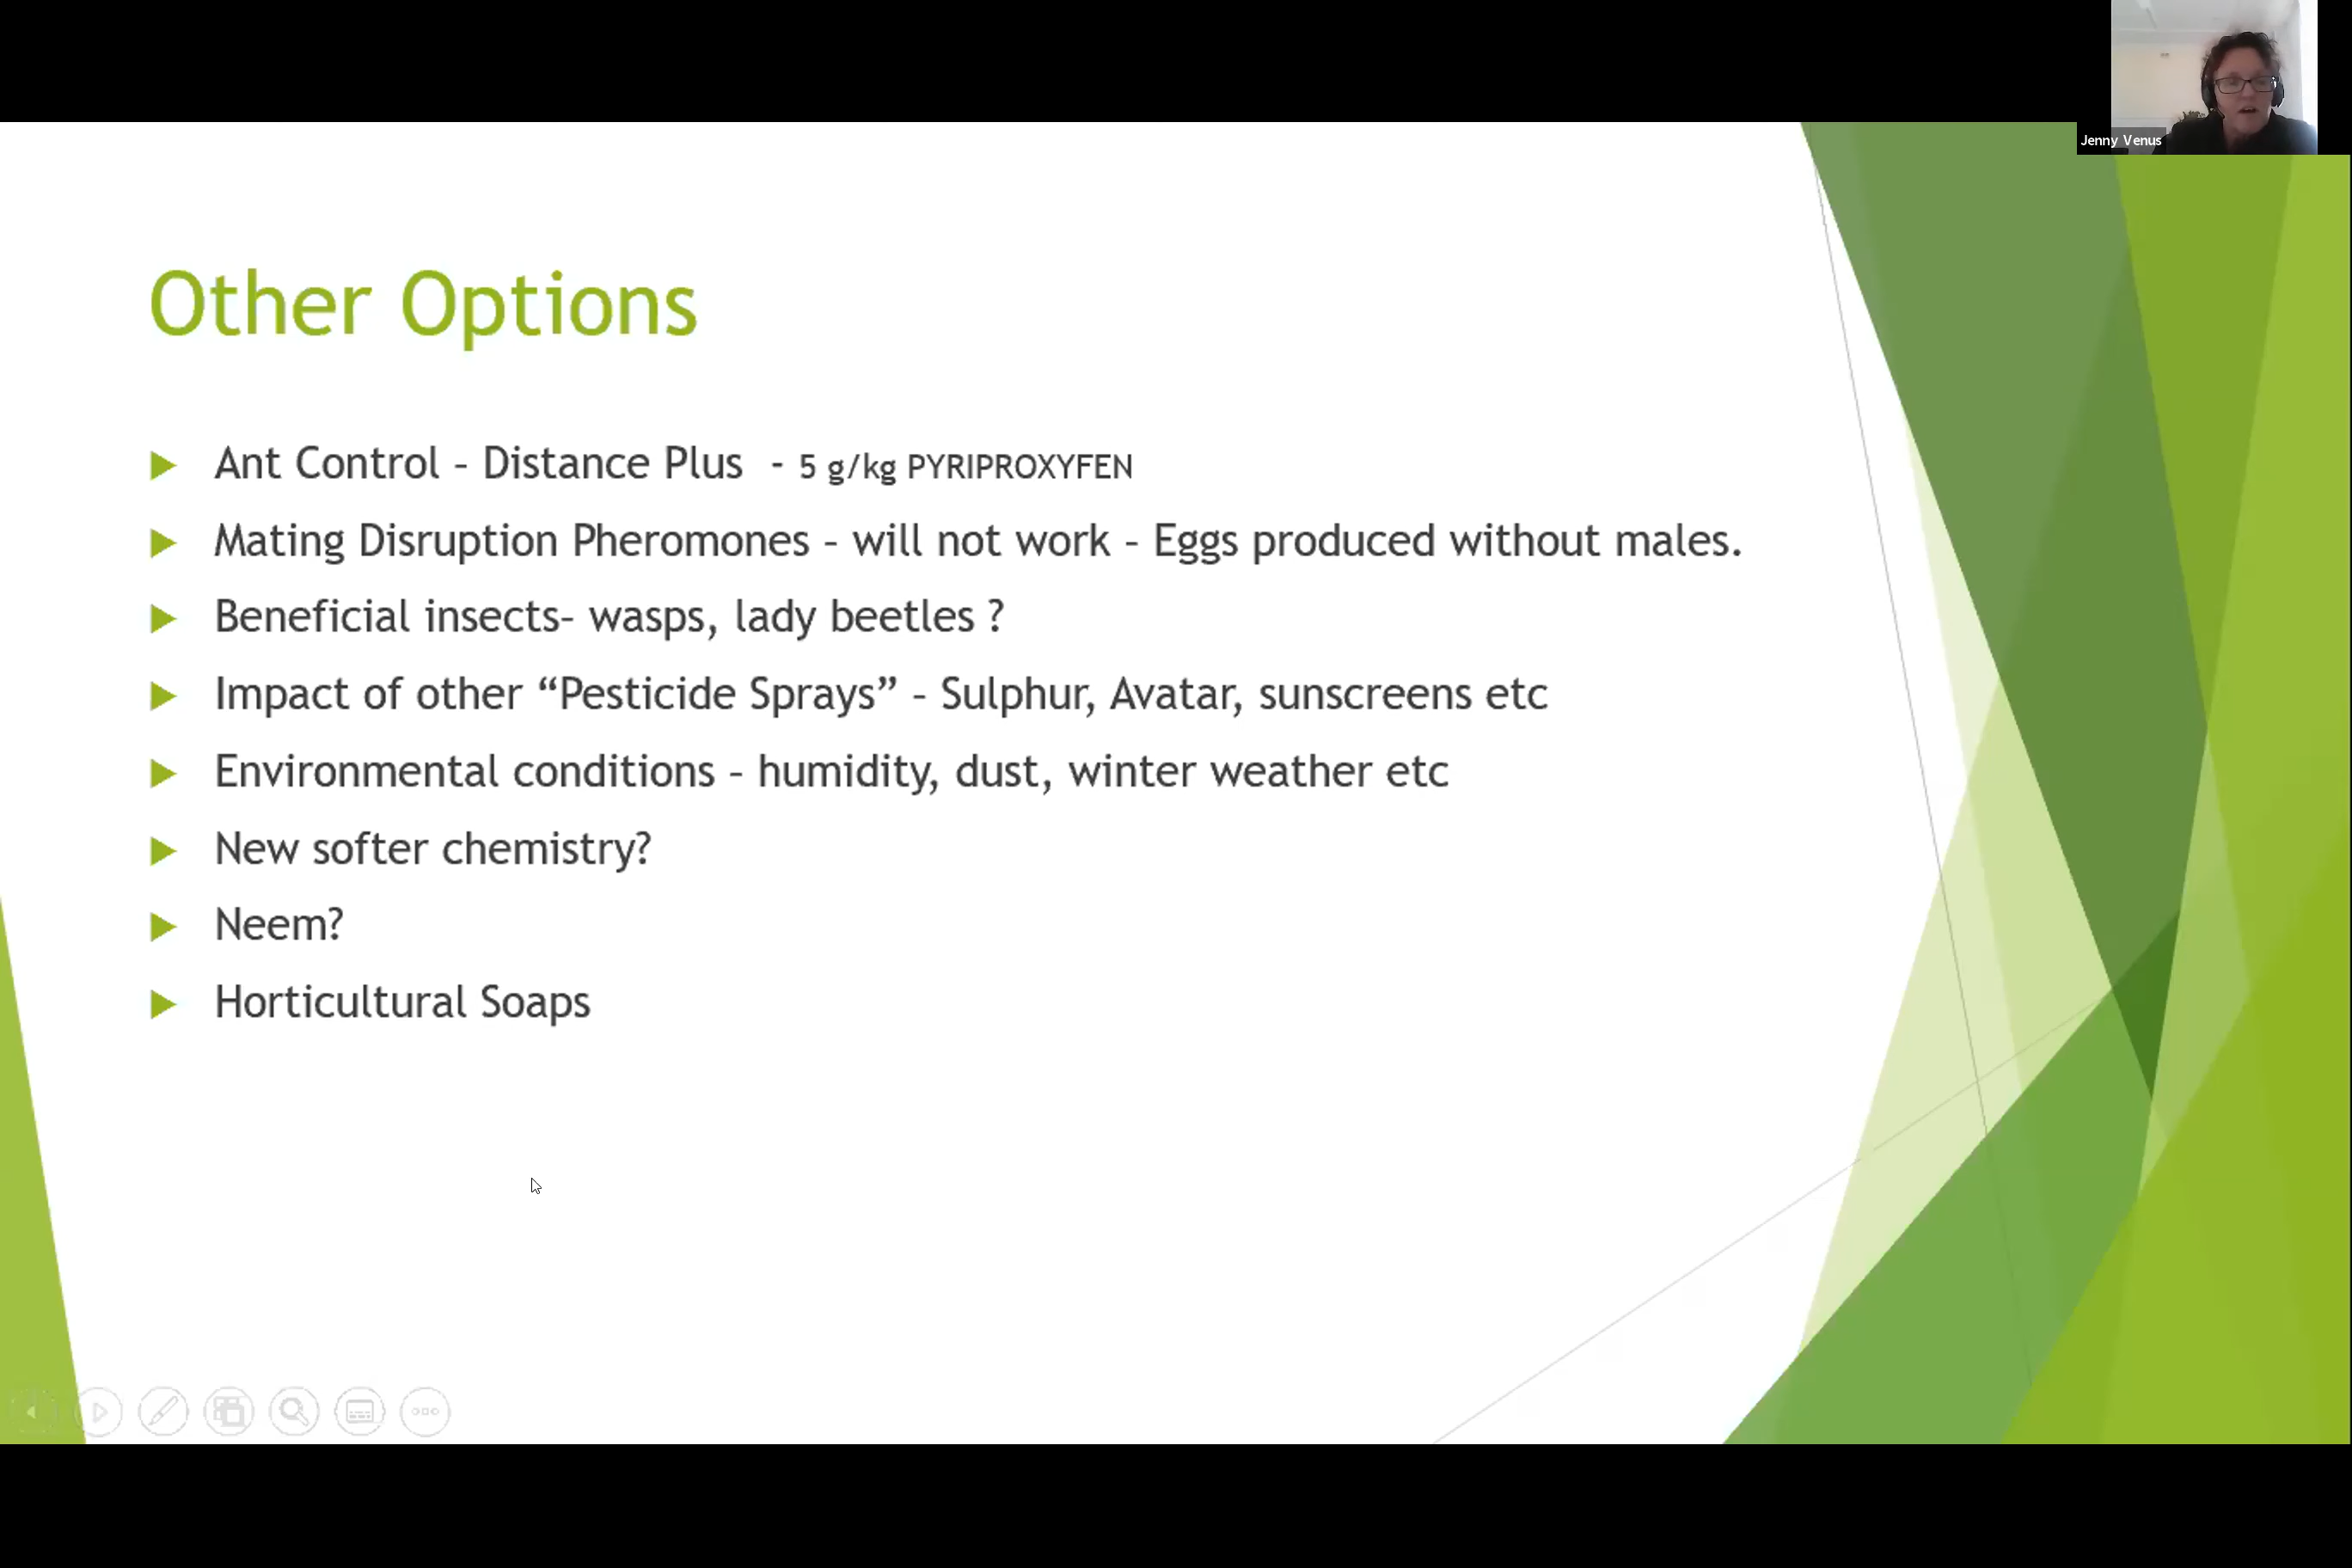 Jenny Venus
Other Options
Ant Control – Distance Plus - 5 g/kg PYRIPROXYFEN
Mating Disruption Pheromones – will not work – Eggs produced without males.
Beneficial insects– wasps, lady beetles ?
Impact of other “Pesticide Sprays” – Sulphur, Avatar, sunscreens etc
Environmental conditions – humidity, dust, winter weather etc
New softer chemistry?
Neem?
Horticultural Soaps